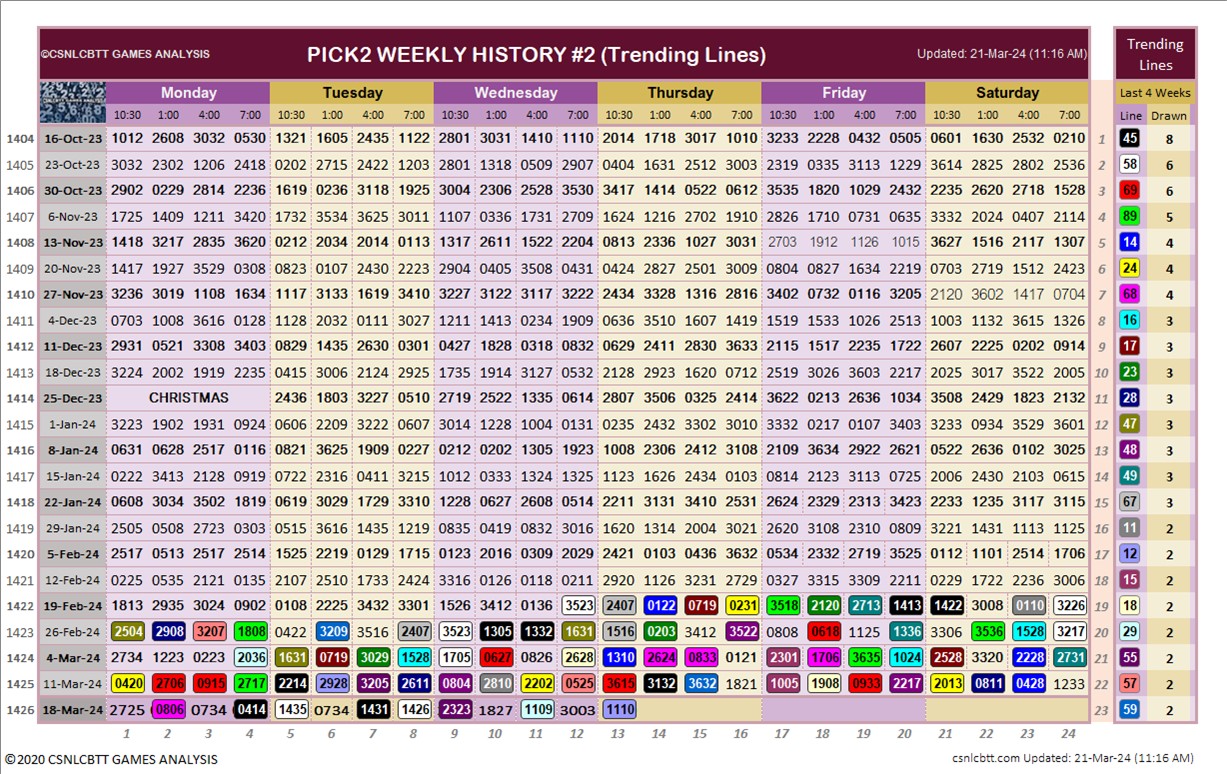 ©CSNLCBTT GAMES ANALYSIS PICK2 WEEKLY HISTORY #2 (Trending Lines) Updated: 21-Mar-24 (11:16 AM) Trending Lines
Monday Tuesday Wednesday Thursday Friday Saturday Last 4 Weeks
10:30 1:00 4:00 7:00 10:30 1:00 4:00 7:00 10:30 1:00 4:00 7:00 10:30 1:00 4:00 7:00 10:30 1:00 4:00 7:00 10:30 1:00 4:00 7:00 Line Drawn
1404 16-Oct-23 1012 2608 3032 0530 1321 1605 2435 1122 2801 3031 1410 1110 2014 1718 3017 1010 3233 2228 0432 0505 0601 1630 2532 0210 1 45 8
1405 23-Oct-23 3032 2302 1206 2418 0202 2715 2422 1203 2801 1318 0509 2907 0404 1631 2512 3003 2319 0335 3113 1229 3614 2825 2802 2536 2 58 6
1406 30-Oct-23 2902 0229 2814 2236 1619 0236 3118 1923 3004 2306 2528 3530 3417 1414 0522 0612 3535 1820 1029 2432 2235 2620 2718 1528 3 69 6
1407 6-Nov-23 1725 1409 1211 3420 1732 3534 3625 3011 1107 0336 1731 2709 1624 1216 2702 1910 2826 1710 0731 0635 3332 2024 0407 2114 4 89 5
1408 13-Nov-23 1418 3217 2835 3620 0212 2034 2014 0113 1317 2611 1522 2204 0813 2336 1027 3031 2703 1912 1126 1015 3627 1516 2117 1307 5 14 4
1409 20-Nov-23 1417 1927 3529 0308 0823 0107 2430 2223 2904 0405 3508 0431 0424 2827 2501 3009 0804 0827 1634 2219 0703 2719 1512 2423 6 24 4
1410 27-Nov-23 3236 3019 1108 1634 1117 3133 1619 3416 3227 3122 3117 3222 2434 3328 1316 2816 3402 0732 0116 3205 2120 3602 1417 0704 7 68 4
1411 4-Dec-23 0703 1008 3616 0128 1128 2032 0111 3027 1211 1413 0234 1909 0636 3510 1607 1419 1519 1533 1026 2513 1003 1132 3615 1326 8 16 3
1412 11-Dec-23 2931 0521 3308 3403 0829 1435 2630 0301 0427 1828 0318 0832 0629 2411 2830 3633 2115 1517 2235 1722 2607 2225 0202 0914 9 17 3
1413 18-Dec-23 3224 2002 1919 2235 0415 3006 2124 2925 1735 1914 3127 0532 2128 2923 1620 0712 2519 3026 3603 2217 2025 3017 3522 2005 10 23 3
1414 25-Dec-23 CHRISTMAS 2436 1803 3227 0510 2719 2522 1335 0614 2807 3506 0325 2414 3622 0213 2636 1034 3508 2429 1823 2132 11 28 3
1415 1-Jan-24 3223 1902 1931 0924 0606 2209 3222 0607 3014 1228 1004 0131 0235 2432 3302 3010 3332 0217 0107 3403 3233 0934 3529 3601 12 47 3
1416 8-Jan-24 0631 0628 2517 0116 0821 3625 1909 0227 0212 0202 1305 1923 1008 2306 2412 3108 2109 3634 2922 2621 0522 2636 0102 3025 13 48 3
1417 15-Jan-24 0222 3413 2128 0919 0722 2316 0411 3213 1012 0333 1324 1325 1123 1626 2434 0103 0814 2123 3113 0725 2006 2430 2103 0615 14 49 3
1418 22-Jan-24 0608 3034 3502 1819 0619 3029 1729 3310 1228 0627 2608 0514 2211 3131 3410 2531 2624 2329 2313 3423 2233 1235 3117 3115 15 67 3
1419 29-Jan-24 2505 0508 2723 0303 0515 3616 1435 1219 0835 0419 0832 3016 1620 1314 2004 3021 2620 3108 2310 0809 3221 1431 1113 1125 16 11 2
1420 5-Feb-24 2517 0513 2517 2514 1525 2219 0129 1715 0123 2016 0309 2029 2421 0103 0436 3632 0534 2332 2719 3525 0112 1101 2514 1706 17 12 2
1421 12-Feb-24 0225 0535 2121 0135 2107 2510 1733 2424 3316 0126 0118 0211 2920 1126 3231 2729 0327 3315 3309 2211 0229 1722 2236 3006 18 15 2
1422 19-Feb-24 1813 2935 3024 0902 0108 2225 3432 3301 1526 3412 0136 3523 2407 0122 0719 0231 3518 2120 2713 1413 1422 3008 0110 3226 19 18 2
1423 26-Feb-24 2504 2908 3207 1808 0422 3209 3516 2407 3523 1305 1332 1631 1516 0203 3412 3522 0808 0618 1125 1336 3306 3536 1528 3217 20 29 2
1424 4-Mar-24 2734 1223 0223 2036 1631 0719 3029 1528 1705 0627 0826 2628 1310 2624 0833 0121 2301 1706 3635 1024 2528 3320 2228 2731 21 55 2
1425 11-Mar-24 0420 2706 0915 2717 2214 2928 3205 2611 0804 2810 2202 0525 3615 3132 3632 1821 1005 1908 0933 2217 2013 0811 0428 1233 22 57 2
1426 18-Mar-24 2725 0806 0734 0414 1435 0734 1431 1426 2323 1827 1109 3003 1110 23 59 2
1 2 3 4 5 6 7 8 9 10 11 12 13 14 15 16 17 18 19 20 21 22 23 24
©2020 CSNLCBTT GAMES ANALYSIS csnlcbtt.com Updated: 21-Mar-24 (11:16 AM)